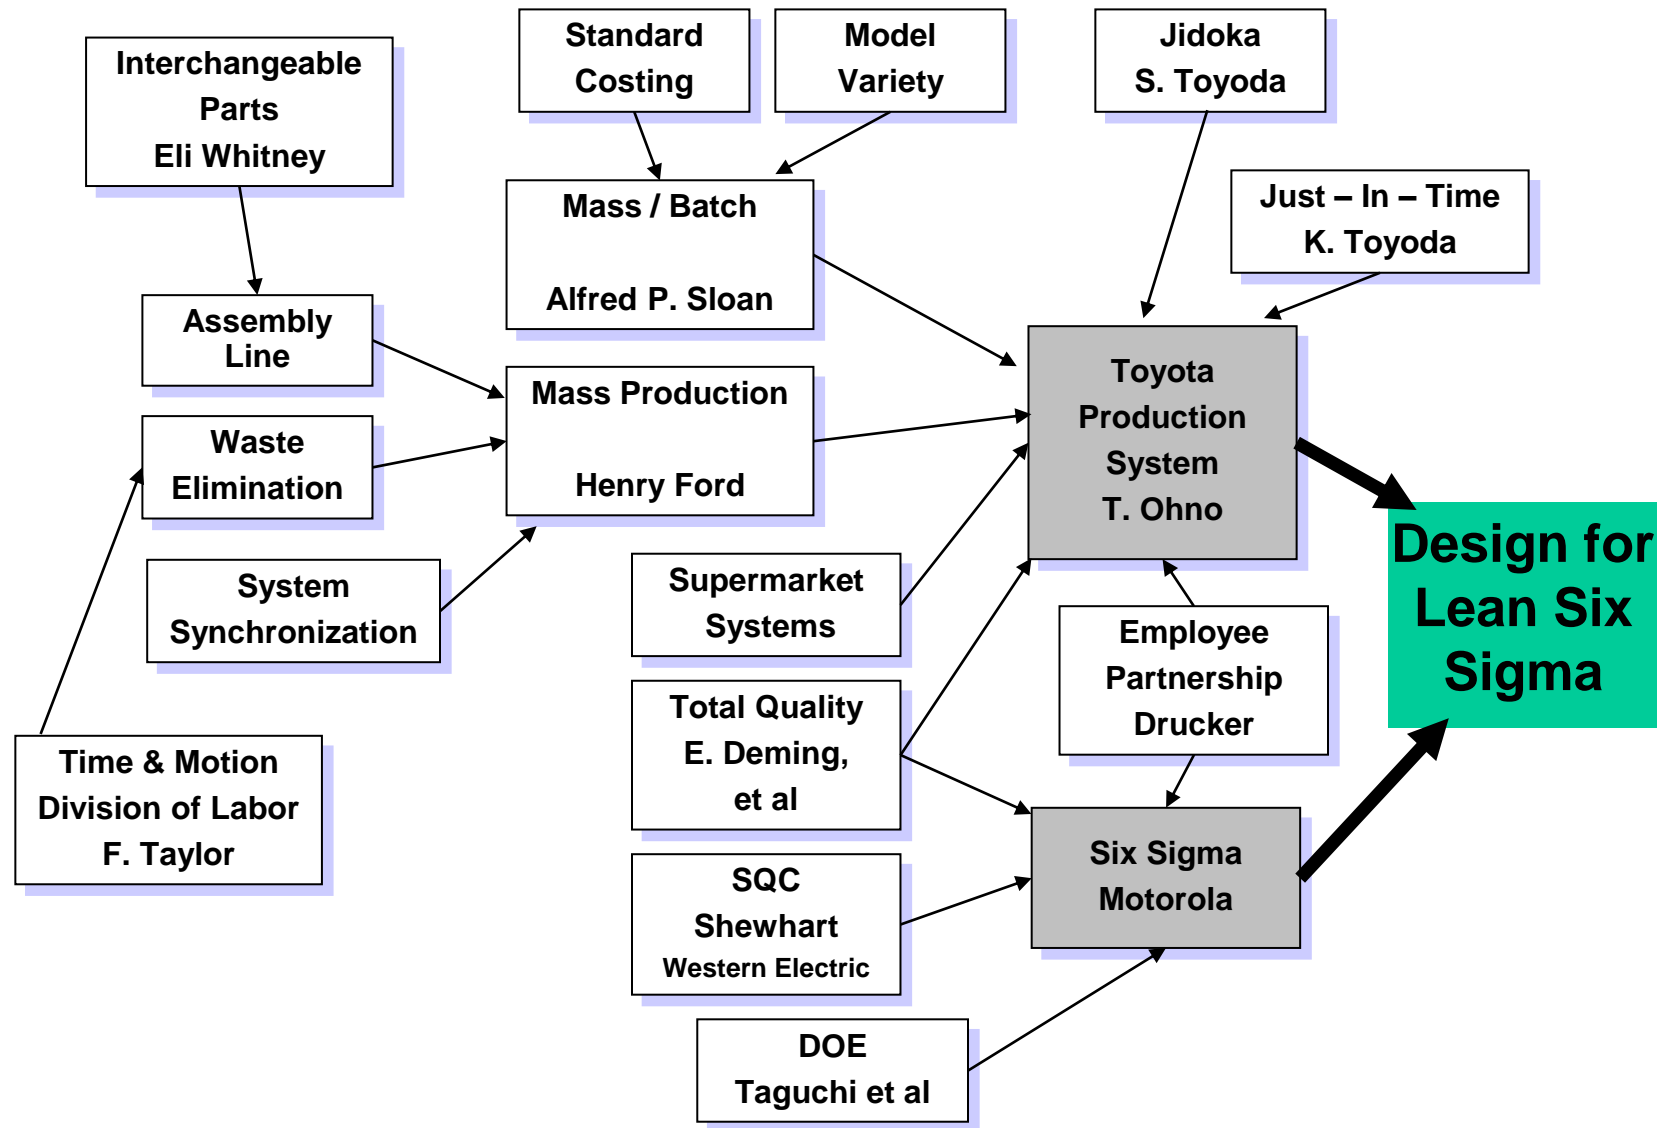 Interchangeable
Parts
Eli Whitney
Standard
Costing
Model
Variety
Jidoka
S. Toyoda
Just – In – Time
K. Toyoda
Mass / Batch
Alfred P. Sloan
Assembly
Line
Mass Production
Henry Ford
Toyota
Production
System
T. Ohno
Waste
Elimination
System
Synchronization
Supermarket
Systems
Employee
Partnership
Drucker
Design for
Lean Six
Sigma
Time & Motion
Division of Labor
F. Taylor
Total Quality
E. Deming,
et al
Six Sigma
Motorola
SQC
Shewhart
Western Electric
DOE
Taguchi et al